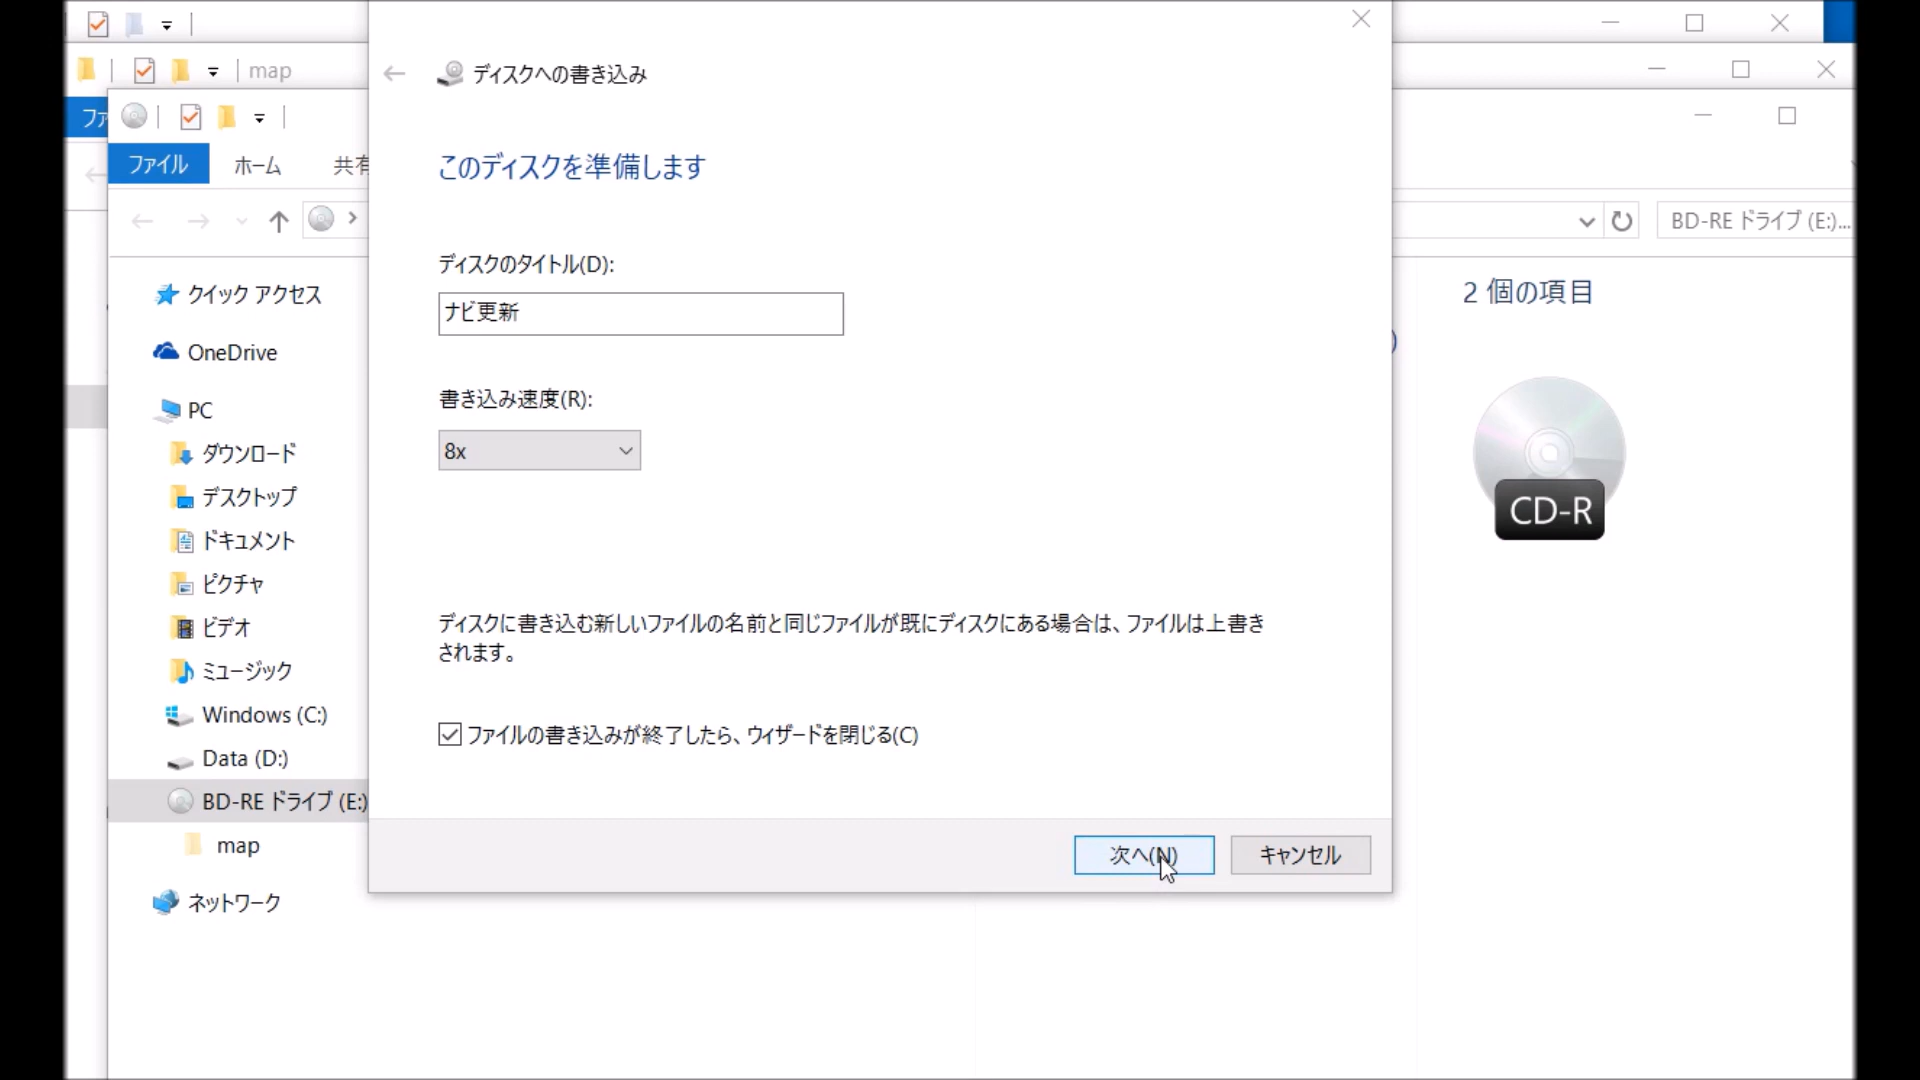 map
ファ
ファイル
ホーム
共有
BD-RE ドライブ (E:)...
クイック アクセス
OneDrive
PC
ダウンロード
デスクトップ
ドキュメント
ピクチャ
ビデオ
ミュージック
Windows (C:)
Data (D:)
BD-RE ドライブ (E:)
map
ネットワーク
ディスクへの書き込み
このディスクを準備します
ディスクのタイトル(D):
ナビ更新
書き込み速度(R):
8x
ディスクに書き込む新しいファイルの名前と同じファイルが既にディスクにある場合は、ファイルは上書き
されます。
ファイルの書き込みが終了したら、ウィザードを閉じる(C)
次へ(N)
キャンセル
2 個の項目
CD-R